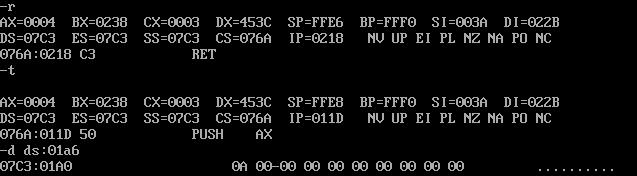 -r
AX=0004 BX=0238 CX=0003 DX=453C SP=FFE6 BP=FFF0 SI=003A DI=022B
DS=07C3 ES=07C3 SS=07C3 CS=076A IP=0218 NV UP EI PL NZ NA PO NC
076A:0218 C3 RET
-t
AX=0004 BX=0238 CX=0003 DX=453C SP=FFE8 BP=FFF0 SI=003A DI=022B
DS=07C3 ES=07C3 SS=07C3 CS=076A IP=011D NV UP EI PL NZ NA PO NC
076A:011D 50 PUSH AX
-d ds:01a6
07C3:01A0 0A 00-00 00 00 00 00 00 00 00 ..........